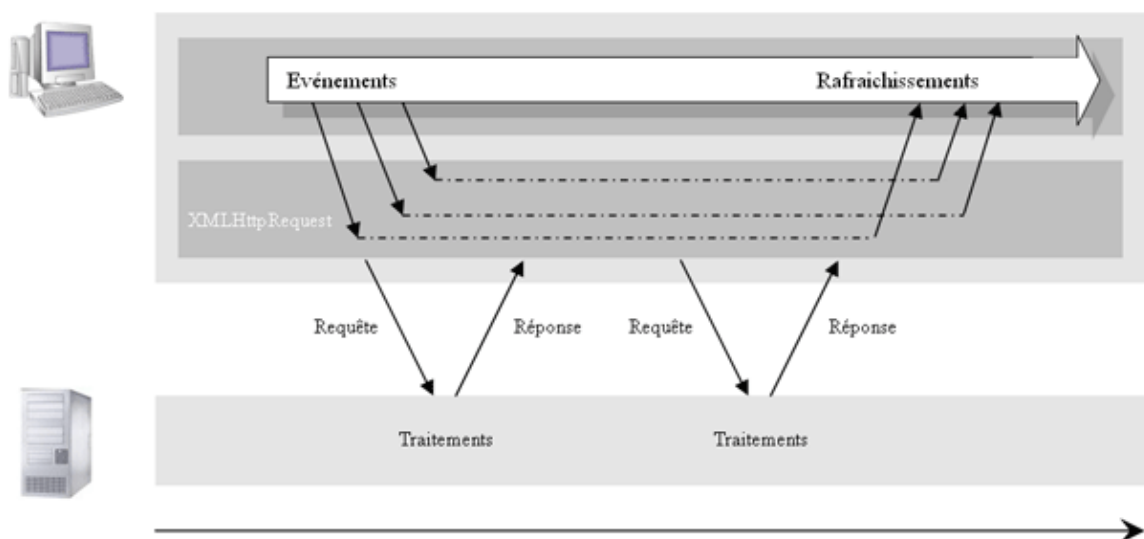 Evénements
Rafraichissements
XMLHttpRequest
Requête
Réponse
Requête
Réponse
Traitements
Traitements